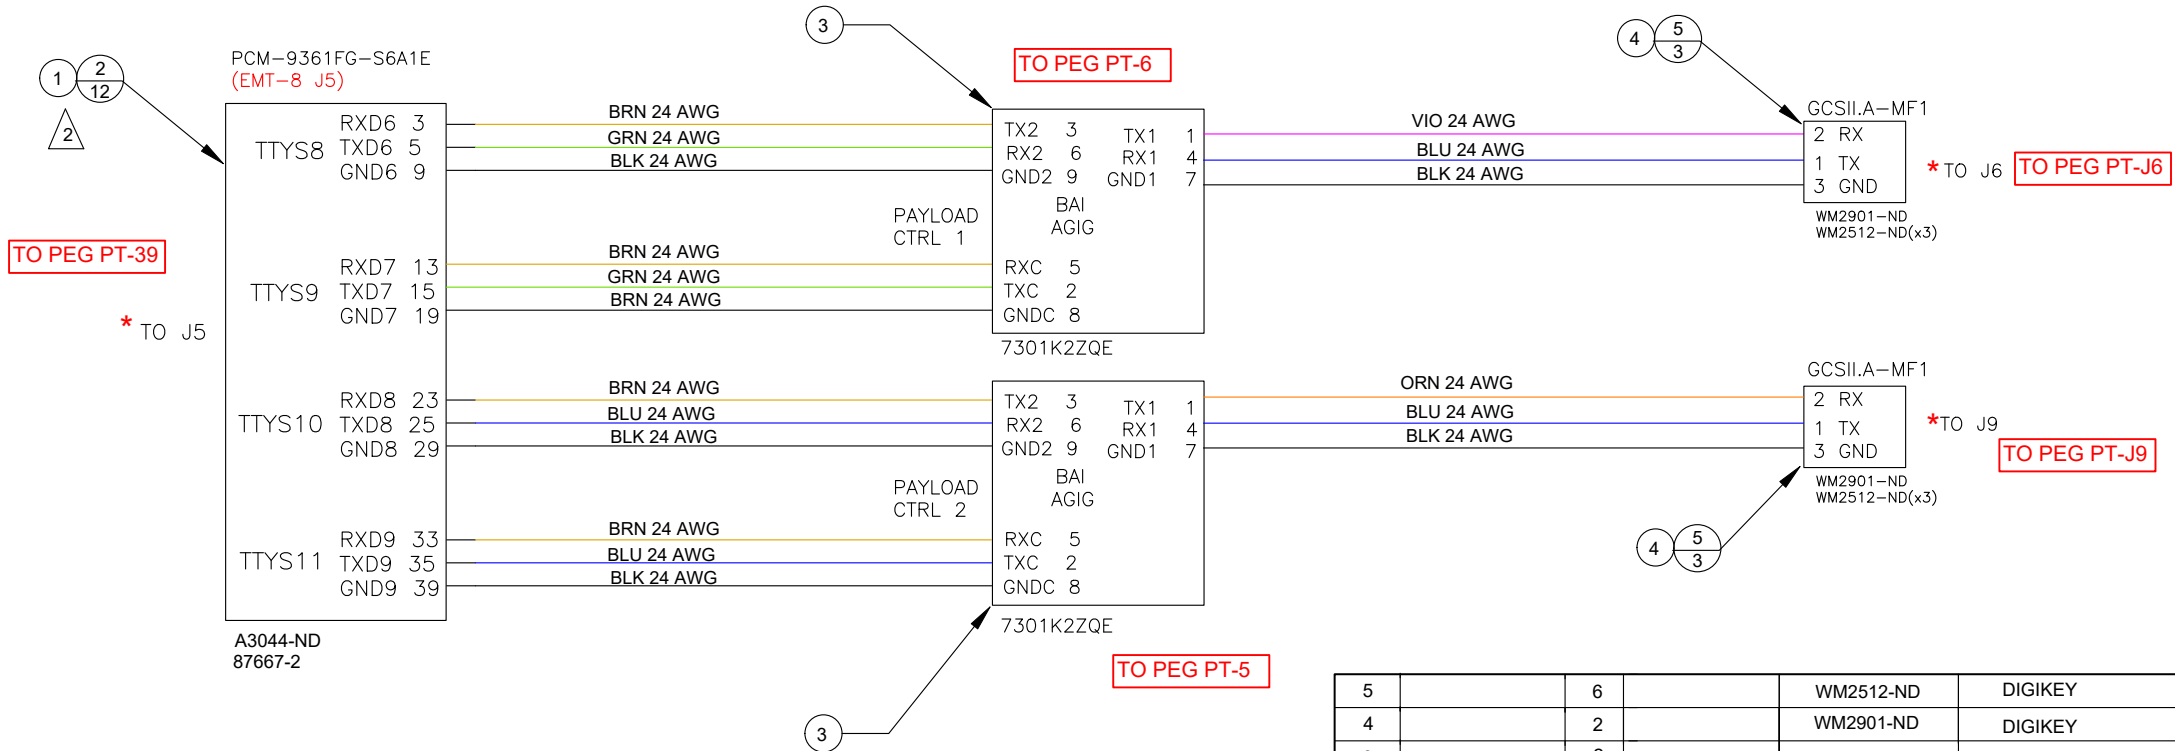 3
4 5
3
1 2
12
2
PCM-9361FG-S6A1E
(EMT-8 J5)
TO PEG PT-6
TTYS8
RXD6 3
TXD6 5
GND6 9
BRN 24 AWG
GRN 24 AWG
BLK 24 AWG
TX2 3
RX2 6
GND2 9
TX1 1
RX1 4
GND1 7
BAI
AGIG
PAYLOAD
CTRL 1
VIO 24 AWG
BLU 24 AWG
BLK 24 AWG
GCSII.A-MF1
2 RX
1 TX
3 GND
WM2901-ND
WM2512-ND(x3)
* TO J6
TO PEG PT-J6
TO PEG PT-39
* TO J5
TTYS9
RXD7 13
TXD7 15
GND7 19
BRN 24 AWG
GRN 24 AWG
BRN 24 AWG
RXC 5
TXC 2
GNDC 8
7301K2ZQE
TTYS10
RXD8 23
TXD8 25
GND8 29
BRN 24 AWG
BLU 24 AWG
BLK 24 AWG
TX2 3
RX2 6
GND2 9
TX1 1
RX1 4
GND1 7
BAI
AGIG
PAYLOAD
CTRL 2
ORN 24 AWG
BLU 24 AWG
BLK 24 AWG
GCSII.A-MF1
2 RX
1 TX
3 GND
WM2901-ND
WM2512-ND(x3)
*TO J9
TO PEG PT-J9
4 5
3
TTYS11
RXD9 33
TXD9 35
GND9 39
BRN 24 AWG
BLU 24 AWG
BLK 24 AWG
RXC 5
TXC 2
GNDC 8
7301K2ZQE
A3044-ND
87667-2
TO PEG PT-5
3
5 6 WM2512-ND DIGIKEY
4 2 WM2901-ND DIGIKEY